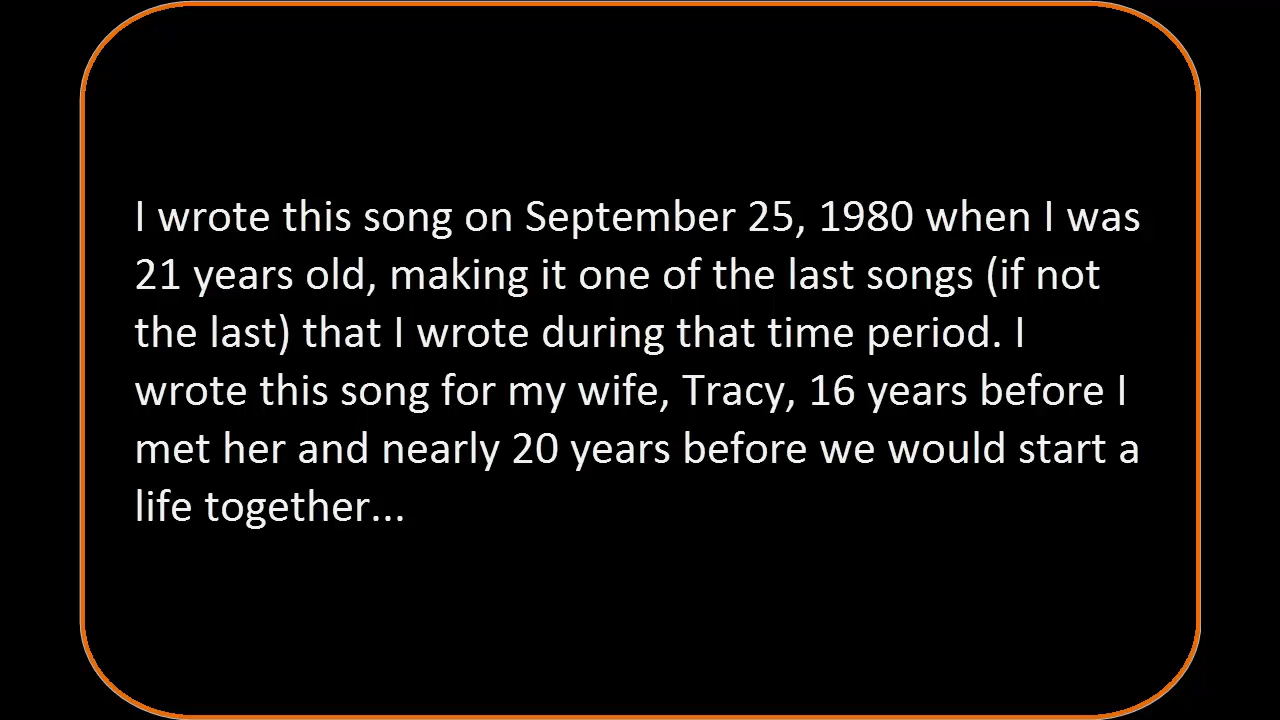 I wrote this song on September 25, 1980 when I was
21 years old, making it one of the last songs (if not
the last) that I wrote during that time period. I
wrote this song for my wife, Tracy, 16 years before I
met her and nearly 20 years before we would start a
life together...